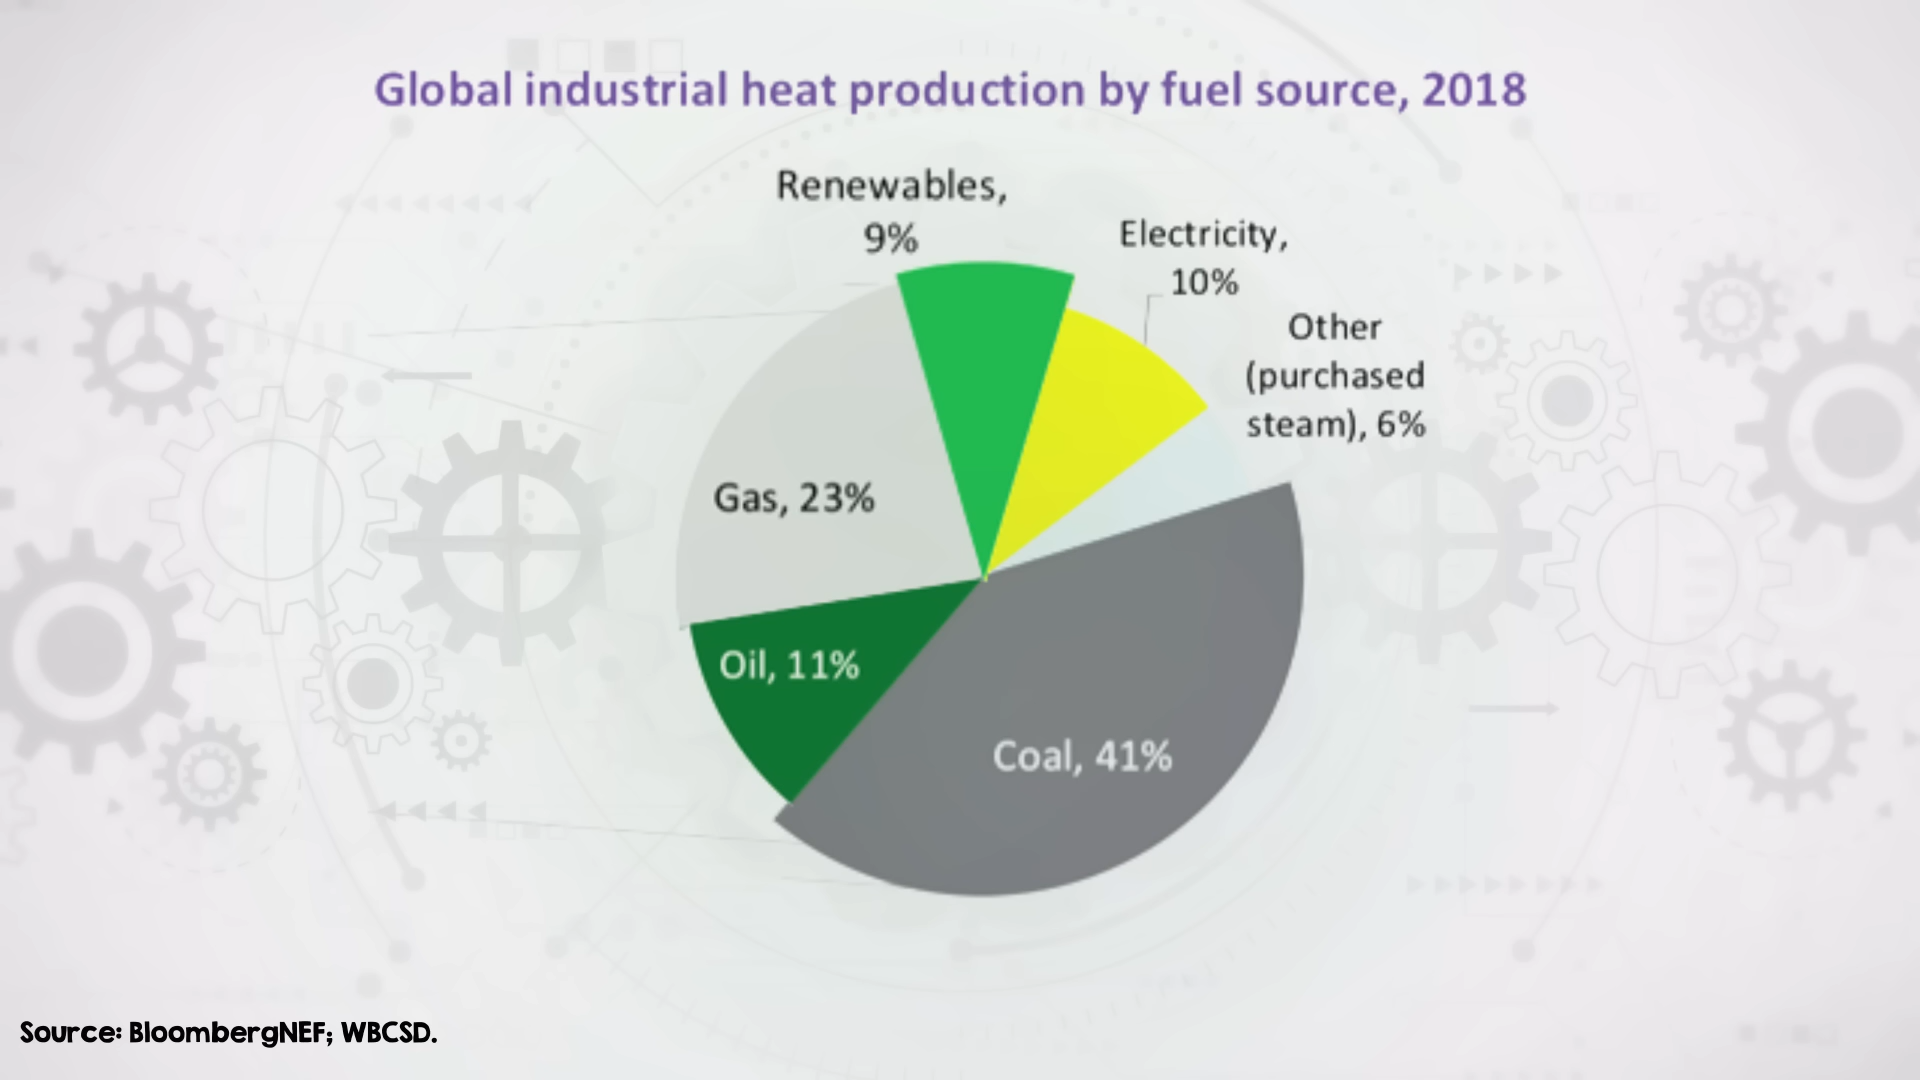 Global industrial heat production by fuel source, 2018
Renewables,
9%
Electricity,
10%
Other
(purchased
steam), 6%
Gas, 23%
Oil, 11%
Coal, 41%
Source: BloombergNEF; WBCSD.